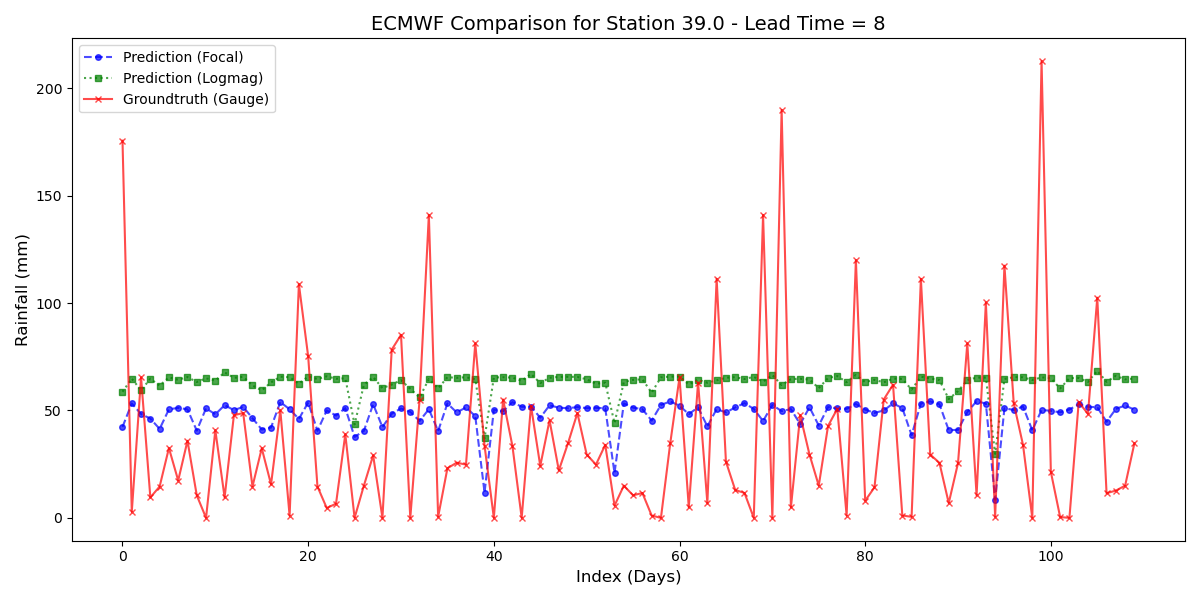 ECMWF Comparison for Station 39.0 - Lead Time = 8
Prediction (Focal)
Prediction (Logmag)
Groundtruth (Gauge)
200
150
100
50
0
Rainfall (mm)
0
20
40
60
80
100
Index (Days)